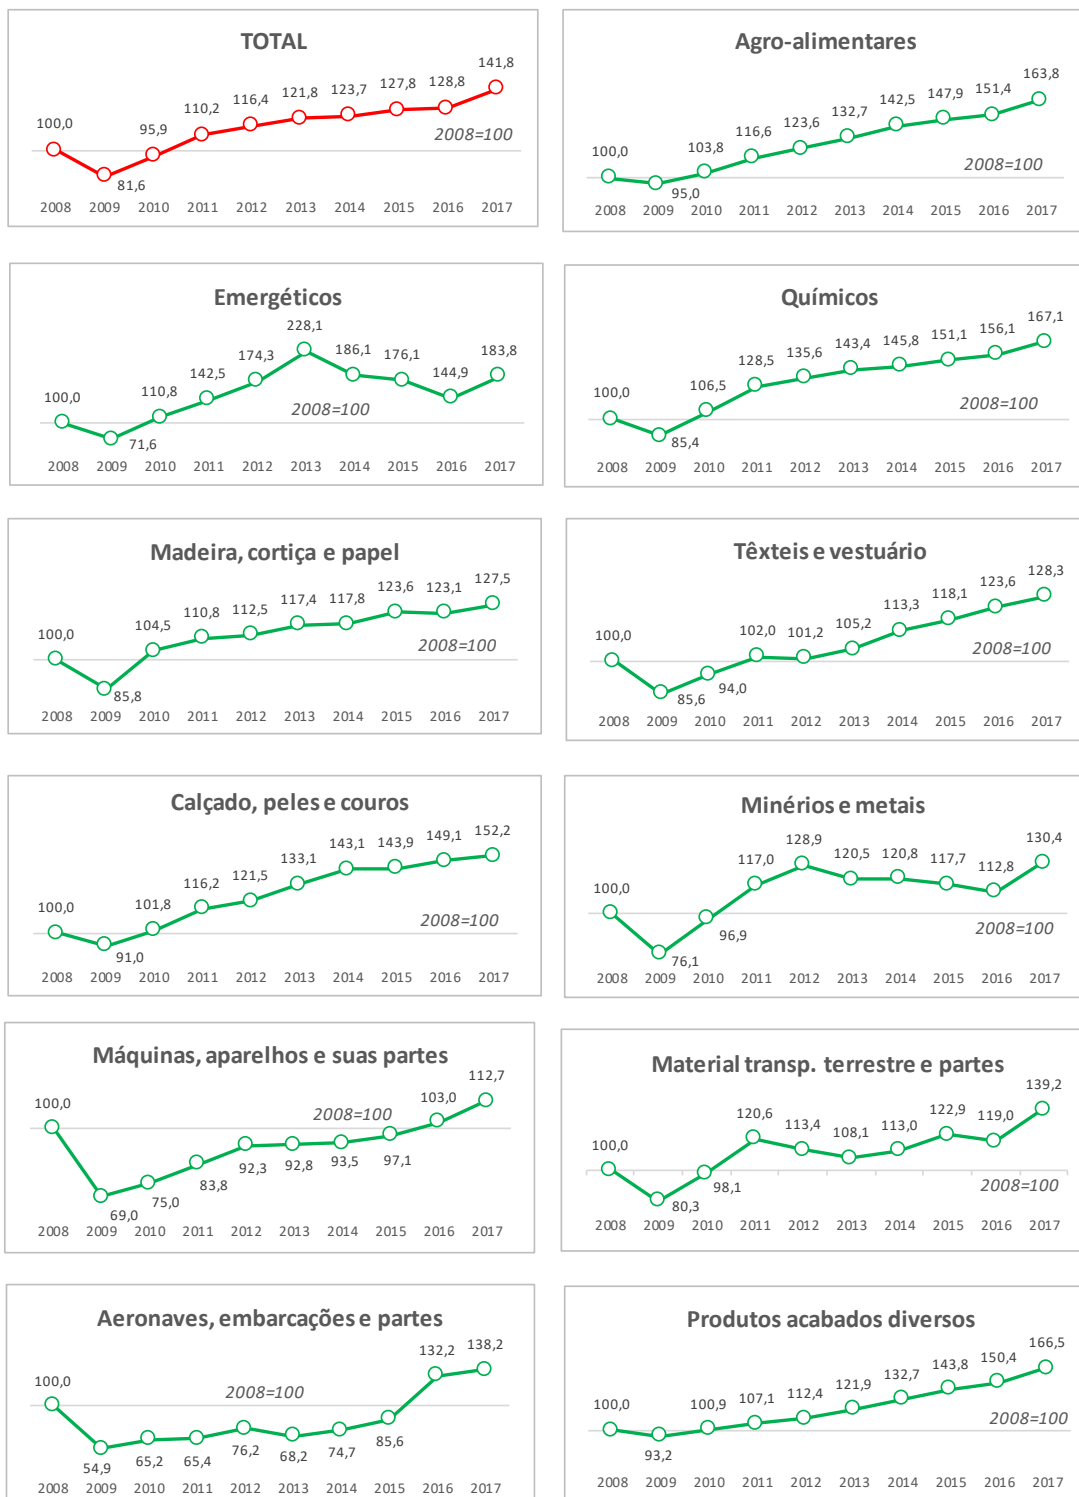 TOTAL
100,0 81,6 95,9 110,2 116,4 121,8 123,7 127,8 128,8 141,8
2008=100
2008 2009 2010 2011 2012 2013 2014 2015 2016 2017
Agro-alimentares
100,0 95,0 103,8 116,6 123,6 132,7 142,5 147,9 151,4 163,8
2008=100
2008 2009 2010 2011 2012 2013 2014 2015 2016 2017
Emergéticos
100,0 71,6 110,8 142,5 174,3 228,1 186,1 176,1 144,9 183,8
2008=100
2008 2009 2010 2011 2012 2013 2014 2015 2016 2017
Químicos
100,0 85,4 106,5 128,5 135,6 143,4 145,8 151,1 156,1 167,1
2008=100
2008 2009 2010 2011 2012 2013 2014 2015 2016 2017
Madeira, cortiça e papel
100,0 85,8 104,5 110,8 112,5 117,4 117,8 123,6 123,1 127,5
2008=100
2008 2009 2010 2011 2012 2013 2014 2015 2016 2017
Têxteis e vestuário
100,0 85,6 94,0 102,0 101,2 105,2 113,3 118,1 123,6 128,3
2008=100
2008 2009 2010 2011 2012 2013 2014 2015 2016 2017
Calçado, peles e couros
100,0 91,0 101,8 116,2 121,5 133,1 143,1 143,9 149,1 152,2
2008=100
2008 2009 2010 2011 2012 2013 2014 2015 2016 2017
Minérios e metais
100,0 76,1 96,9 117,0 128,9 120,5 120,8 117,7 112,8 130,4
2008=100
2008 2009 2010 2011 2012 2013 2014 2015 2016 2017
Máquinas, aparelhos e suas partes
100,0 69,0 75,0 83,8 92,3 92,8 93,5 97,1 103,0 112,7
2008=100
2008 2009 2010 2011 2012 2013 2014 2015 2016 2017
Material transp. terrestre e partes
100,0 80,3 98,1 120,6 113,4 108,1 113,0 122,9 119,0 139,2
2008=100
2008 2009 2010 2011 2012 2013 2014 2015 2016 2017
Aeronaves, embarcações e partes
100,0 54,9 65,2 65,4 76,2 68,2 74,7 85,6 132,2 138,2
2008=100
2008 2009 2010 2011 2012 2013 2014 2015 2016 2017
Produtos acabados diversos
100,0 93,2 100,9 107,1 112,4 121,9 132,7 143,8 150,4 166,5
2008=100
2008 2009 2010 2011 2012 2013 2014 2015 2016 2017